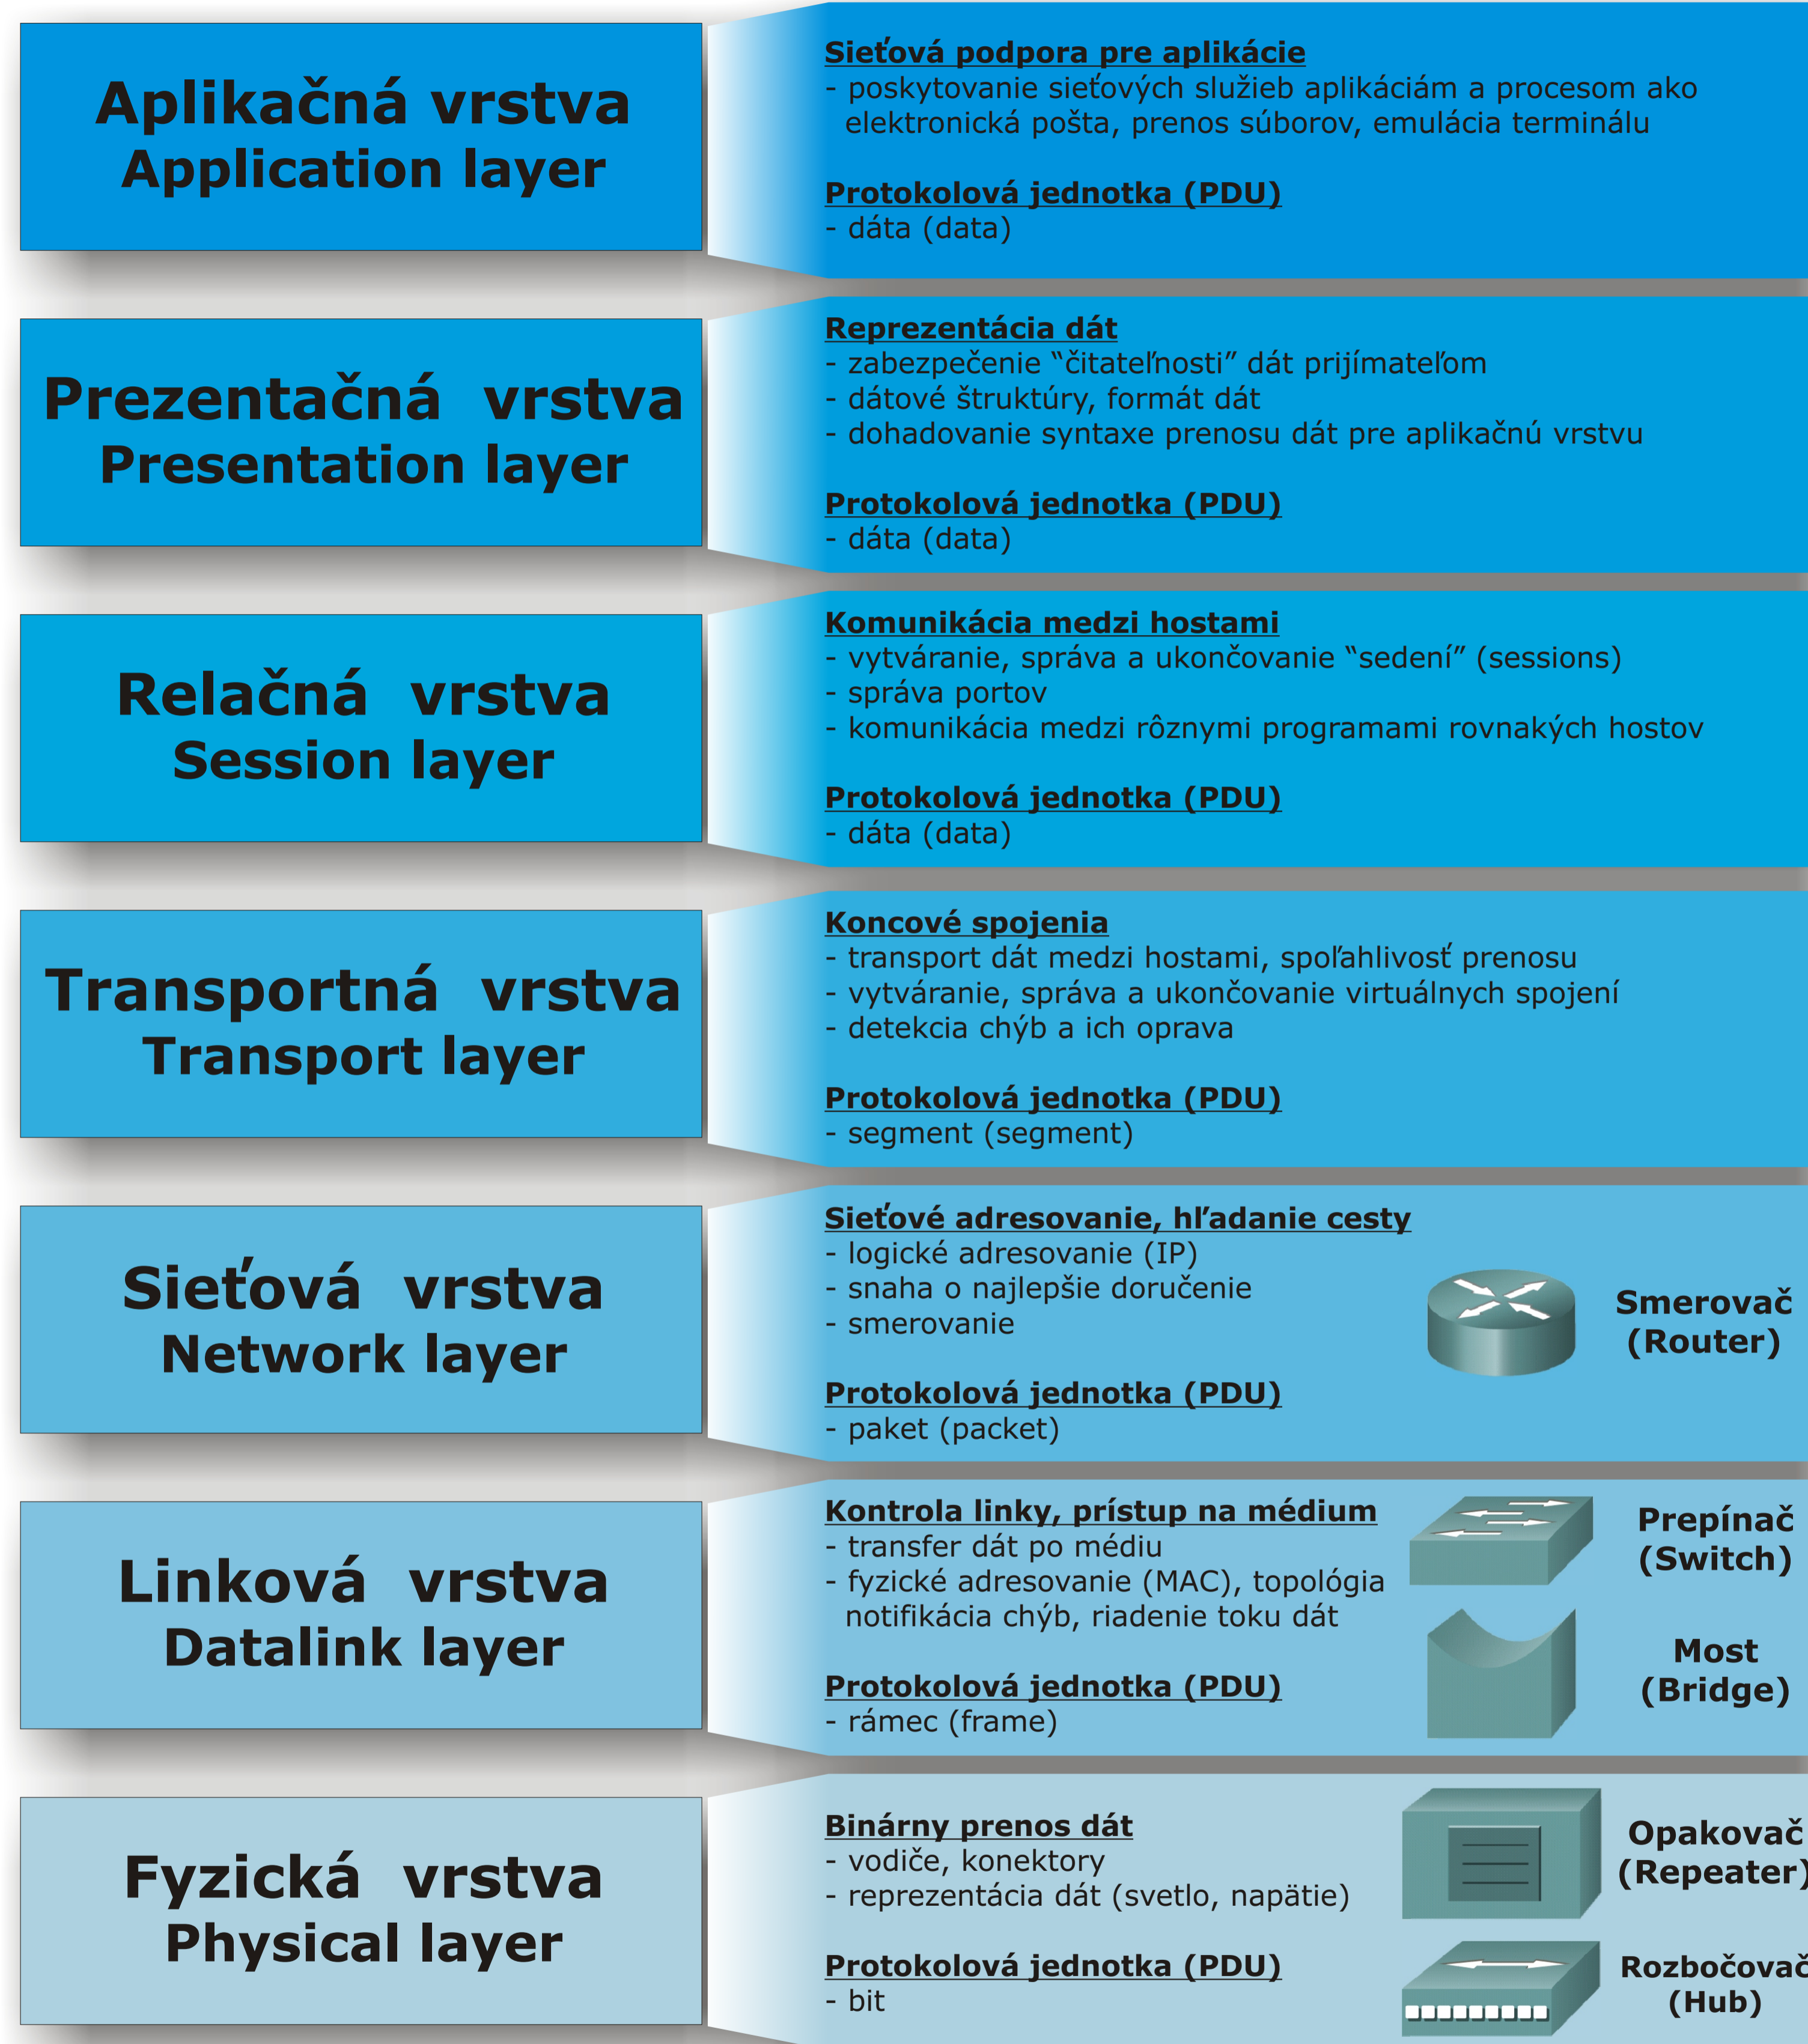 Aplikačná vrstva
Application layer
Sieťová podpora pre aplikácie
- poskytovanie sieťových služieb aplikáciám a procesom ako
elektronická pošta, prenos súborov, emulácia terminálu
Protokolová jednotka (PDU)
- dáta (data)
Prezentačná vrstva
Presentation layer
Reprezentácia dát
- zabezpečenie “čitateľnosti” dát prijímateľom
- dátové štruktúry, formát dát
- dohadovanie syntaxe prenosu dát pre aplikačnú vrstvu
Protokolová jednotka (PDU)
- dáta (data)
Relačná vrstva
Session layer
Komunikácia medzi hostami
- vytváranie, správa a ukončovanie “sedení” (sessions)
- správa portov
- komunikácia medzi rôznymi programami rovnakých hostov
Protokolová jednotka (PDU)
- dáta (data)
Transportná vrstva
Transport layer
Koncové spojenia
- transport dát medzi hostami, spoľahlivosť prenosu
- vytváranie, správa a ukončovanie virtuálnych spojení
- detekcia chýb a ich oprava
Protokolová jednotka (PDU)
- segment (segment)
Sieťová vrstva
Network layer
Sieťové adresovanie, hľadanie cesty
- logické adresovanie (IP)
- snaha o najlepšie doručenie
- smerovanie
Protokolová jednotka (PDU)
- paket (packet)
Smerovač
(Router)
Linková vrstva
Datalink layer
Kontrola linky, prístup na médium
- transfer dát po médiu
- fyzické adresovanie (MAC), topológia
notifikácia chýb, riadenie toku dát
Protokolová jednotka (PDU)
- rámec (frame)
Prepínač
(Switch)
Most
(Bridge)
Fyzická vrstva
Physical layer
Binárny prenos dát
- vodiče, konektory
- reprezentácia dát (svetlo, napätie)
Protokolová jednotka (PDU)
- bit
Opakovač
(Repeater)
Rozbočovač
(Hub)